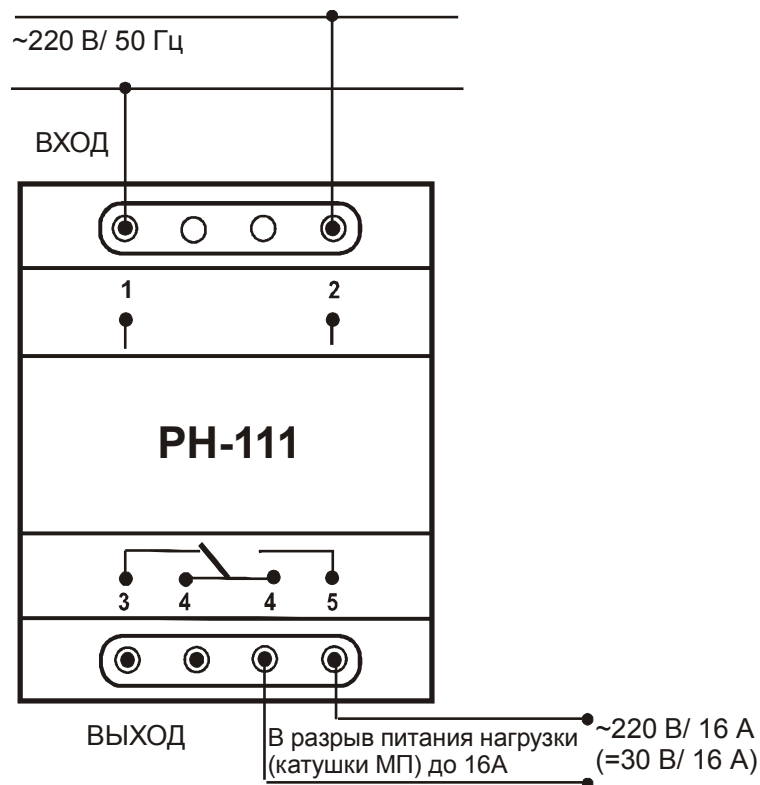 ~220 В/ 50 Гц
ВХОД
1 2
РН-111
3 4 4 5
ВЫХОД
В разрыв питания нагрузки
(катушки МП) до 16А
~220 В/ 16 А
(=30 В/ 16 А)